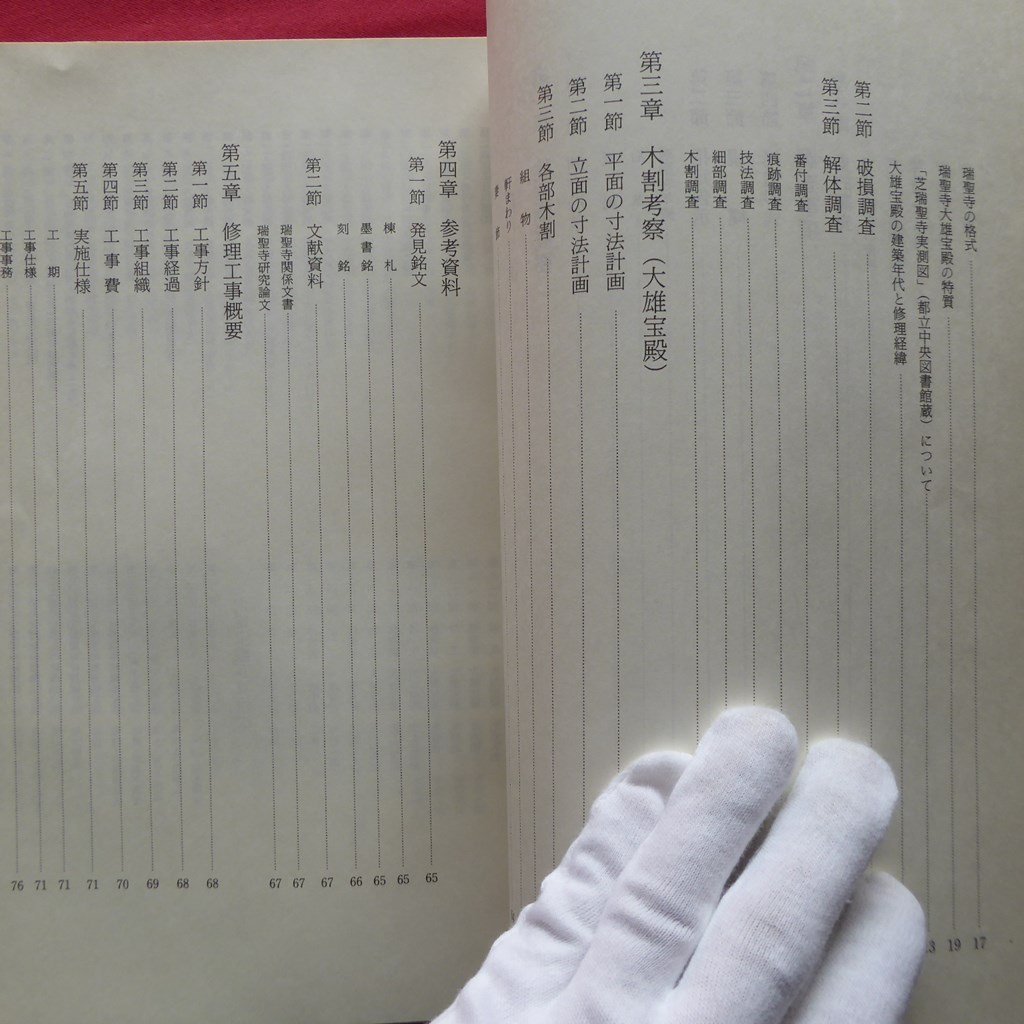 瑞聖寺の格式 17
瑞聖寺大雄宝殿の特質 19
「芝瑞聖寺実測図」(都立中央図書館蔵)について
大雄宝殿の建築年代と修理経緯
第二節 破損調査
第三節 解体調査
番付調査
痕跡調査
技法調査
細部調査
木割調査
第三章 木割考察(大雄宝殿)
第一節 平面の寸法計画
第二節 立面の寸法計画
第三節 各部木割
組物
軒まわり
第四章 参考資料
第一節 発見銘文 65
棟札 65
墨書銘 65
刻銘 66
第二節 文献資料 67
瑞聖寺関係文書 67
瑞聖寺研究論文 67
第五章 修理工事概要
第一節 工事方針 68
第二節 工事経過 68
第三節 工事組織 69
第四節 工事費 70
第五節 実施仕様 71
工期 71
工事仕様 71
工事事務 76